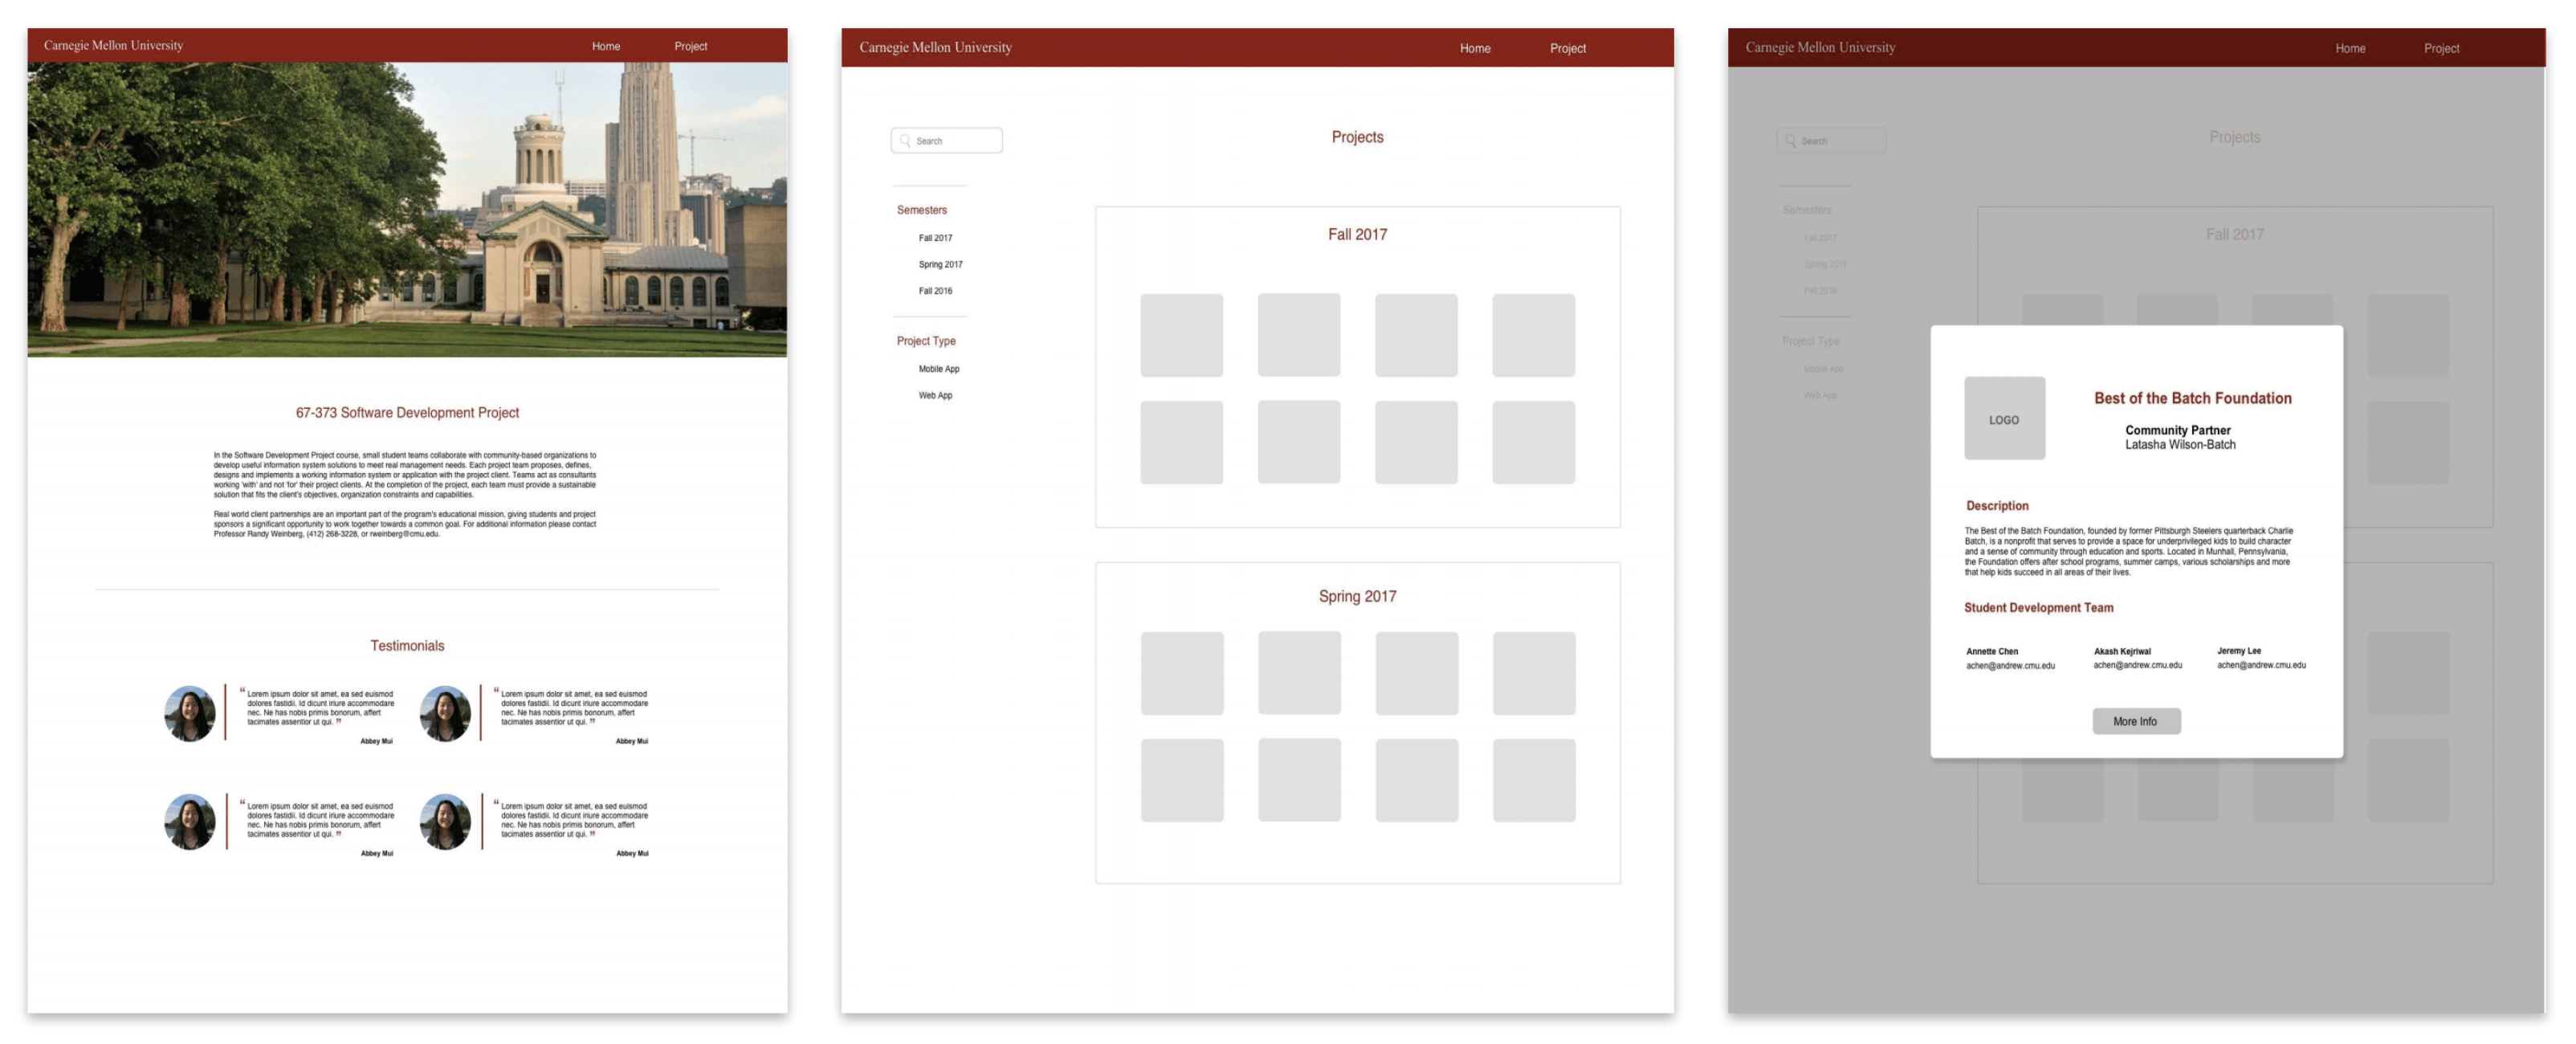 Carnegie Mellon University
Home
Project
67-373 Software Development Project
In the Software Development Project course, small student teams collaborate with community-based organizations to
develop useful information system solutions to meet real management needs. Each project team proposes, defines,
designs and implements a working information system or application with the project client. Teams act as consultants
working 'with' and not 'for' their project clients. At the completion of the project, each team must provide a sustainable
solution that fits the client's objectives, organization constraints and capabilities.
Real world client partnerships are an important part of the program's educational mission, giving students and project
sponsors a significant opportunity to work together towards a common goal. For additional information please contact
Professor Randy Weinberg, (412) 268-3228, or rweinberg@cmu.edu.
Testimonials
“ Lorem ipsum dolor sit amet, ea sed euismod
dolores fastidii. Id dicunt iriure accommodare
nec. Ne has nobis primis bonorum, affert
tacimates assentior ut qui. ”
Abbey Mui
“ Lorem ipsum dolor sit amet, ea sed euismod
dolores fastidii. Id dicunt iriure accommodare
nec. Ne has nobis primis bonorum, affert
tacimates assentior ut qui. ”
Abbey Mui
“ Lorem ipsum dolor sit amet, ea sed euismod
dolores fastidii. Id dicunt iriure accommodare
nec. Ne has nobis primis bonorum, affert
tacimates assentior ut qui. ”
Abbey Mui
“ Lorem ipsum dolor sit amet, ea sed euismod
dolores fastidii. Id dicunt iriure accommodare
nec. Ne has nobis primis bonorum, affert
tacimates assentior ut qui. ”
Abbey Mui
Carnegie Mellon University
Home
Project
Search
Semesters
Fall 2017
Spring 2017
Fall 2016
Project Type
Mobile App
Web App
Projects
Fall 2017
Spring 2017
Carnegie Mellon University
Home
Project
Search
Semesters
Fall 2017
Spring 2017
Fall 2016
Project Type
Mobile App
Web App
Projects
Fall 2017
LOGO
Best of the Batch Foundation
Community Partner
Latasha Wilson-Batch
Description
The Best of the Batch Foundation, founded by former Pittsburgh Steelers quarterback Charlie
Batch, is a nonprofit that serves to provide a space for underprivileged kids to build character
and a sense of community through education and sports. Located in Munhall, Pennsylvania,
the Foundation offers after school programs, summer camps, various scholarships and more
that help kids succeed in all areas of their lives.
Student Development Team
Annette Chen
achen@andrew.cmu.edu
Akash Kejriwal
achen@andrew.cmu.edu
Jeremy Lee
achen@andrew.cmu.edu
More Info